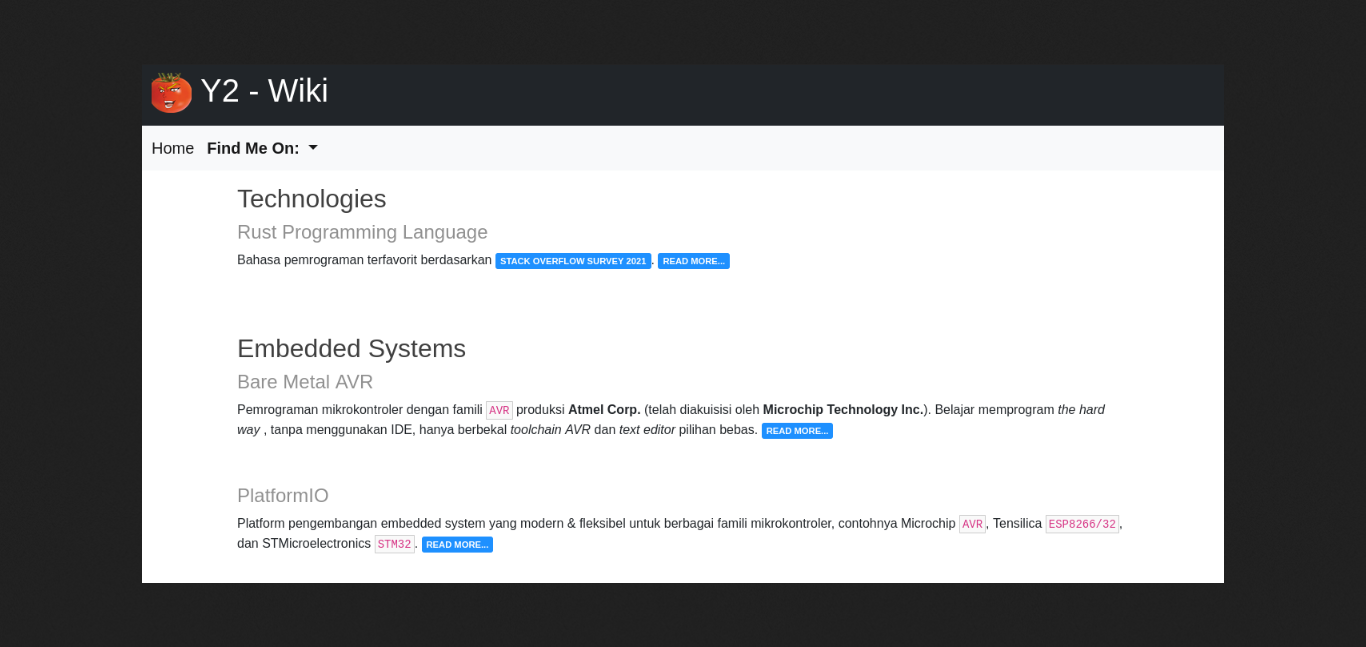 Y2 - Wiki
Home Find Me On:
Technologies
Rust Programming Language
Bahasa pemrograman terfavorit berdasarkan STACK OVERFLOW SURVEY 2021. READ MORE...
Embedded Systems
Bare Metal AVR
Pemrograman mikrokontroler dengan famili AVR produksi Atmel Corp. (telah diakuisisi oleh Microchip Technology Inc.). Belajar memprogram the hard
way , tanpa menggunakan IDE, hanya berbekal toolchain AVR dan text editor pilihan bebas. READ MORE...
PlatformIO
Platform pengembangan embedded system yang modern & fleksibel untuk berbagai famili mikrokontroler, contohnya Microchip AVR, Tensilica ESP8266/32,
dan STMicroelectronics STM32. READ MORE...